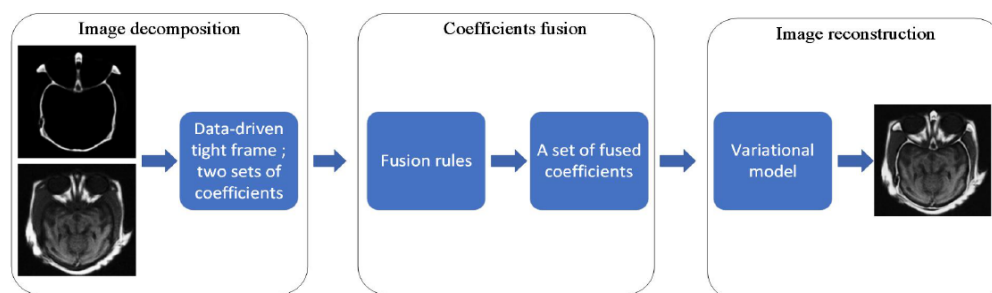 Image decomposition
Data-driven
tight frame ;
two sets of
coefficients
Coefficients fusion
Fusion rules
A set of fused
coefficients
Image reconstruction
Variational
model